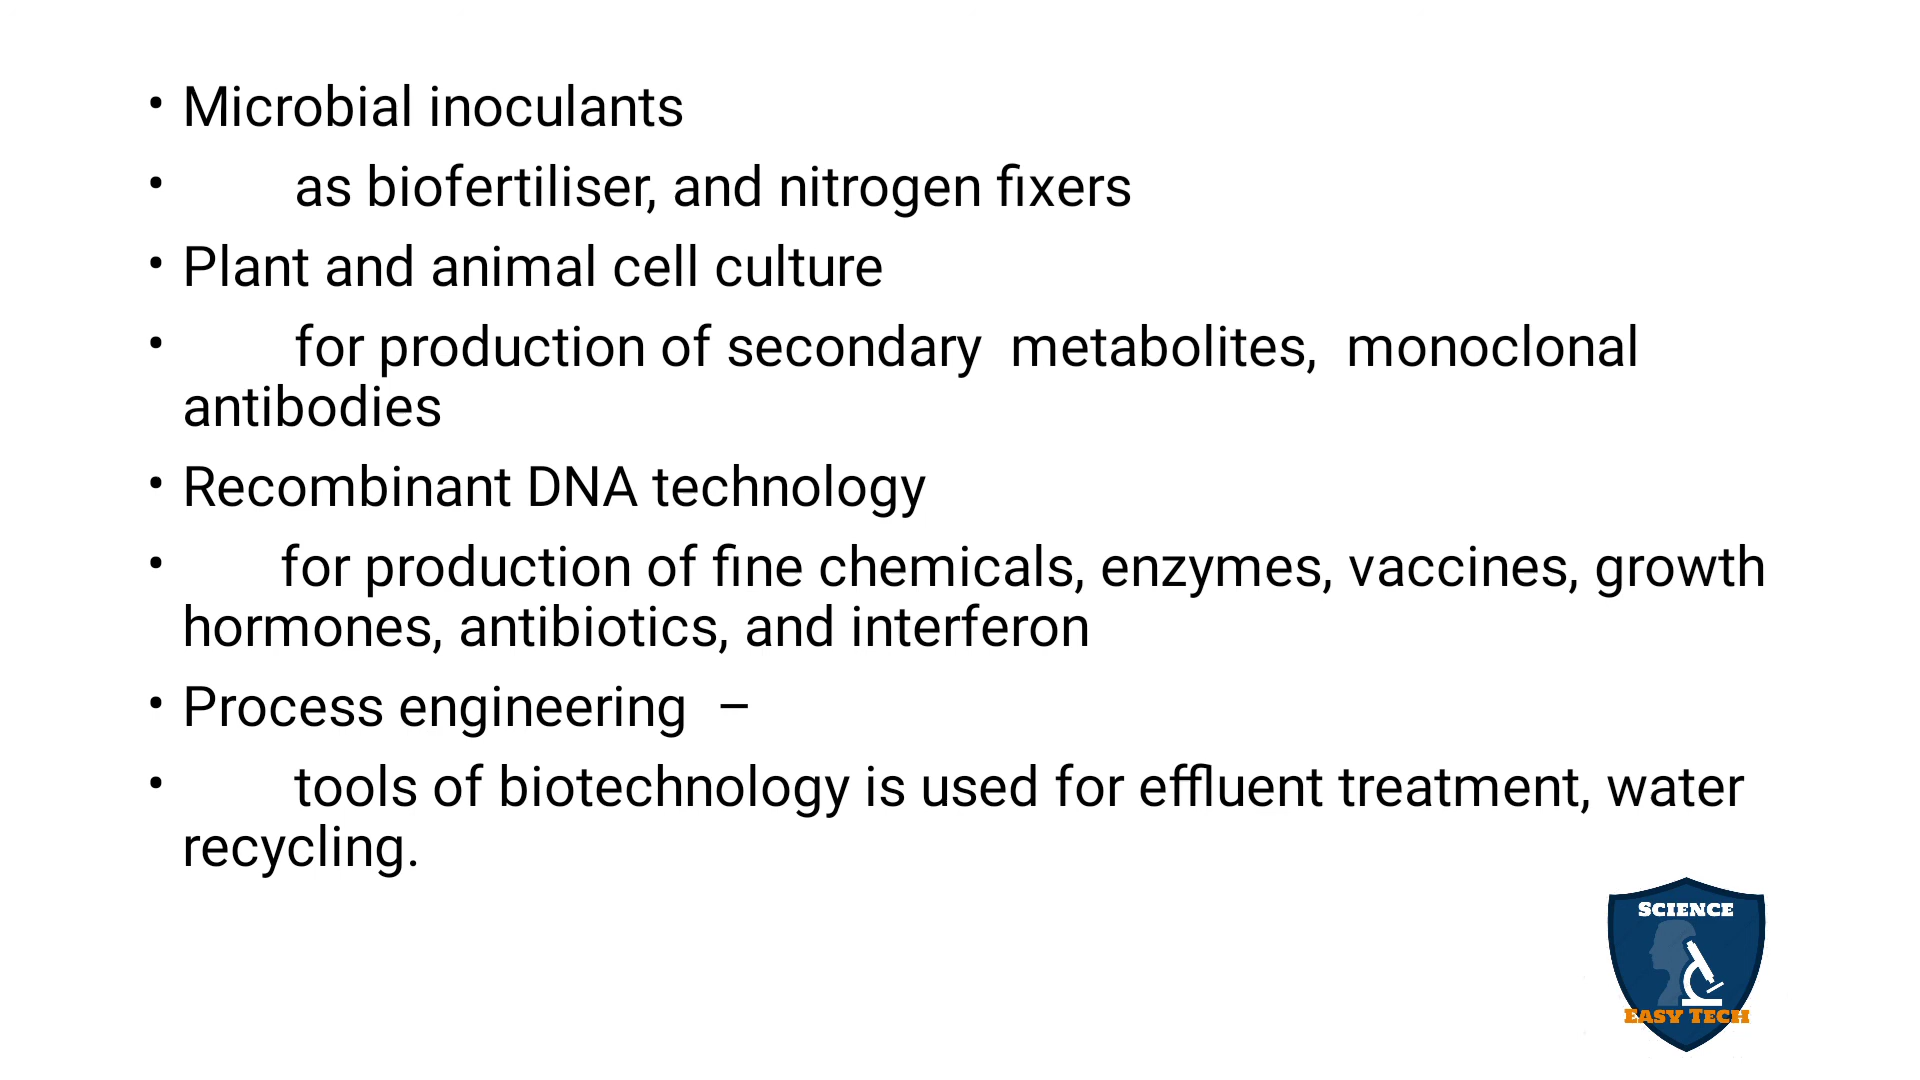 • Microbial inoculants
• as biofertiliser, and nitrogen fixers
• Plant and animal cell culture
• for production of secondary  metabolites,  monoclonal
antibodies
• Recombinant DNA technology
• for production of fine chemicals, enzymes, vaccines, growth
hormones, antibiotics, and interferon
• Process engineering  –
• tools of biotechnology is used for effluent treatment, water
recycling.
SCIENCE
EASY TECH